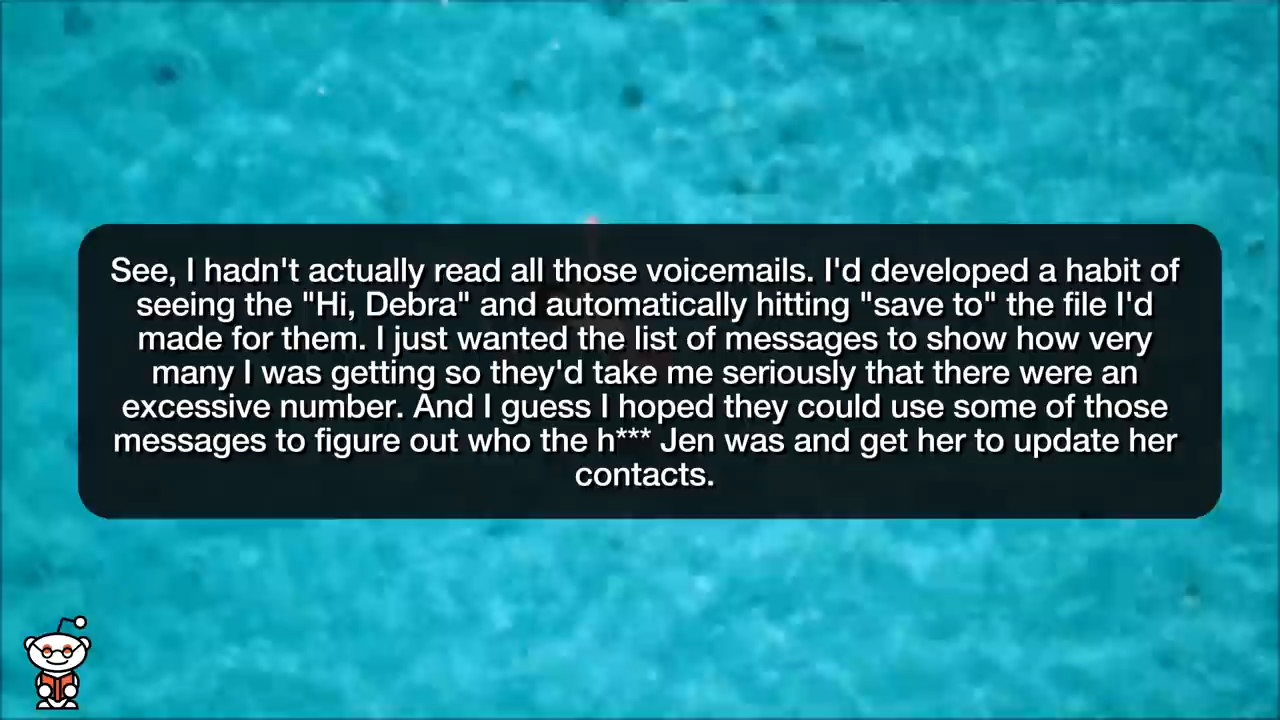 See, I hadn't actually read all those voicemails. I'd developed a habit of
seeing the "Hi, Debra" and automatically hitting "save to" the file I'd
made for them. I just wanted the list of messages to show how very
many I was getting so they'd take me seriously that there were an
excessive number. And I guess I hoped they could use some of those
messages to figure out who the h*** Jen was and get her to update her
contacts.